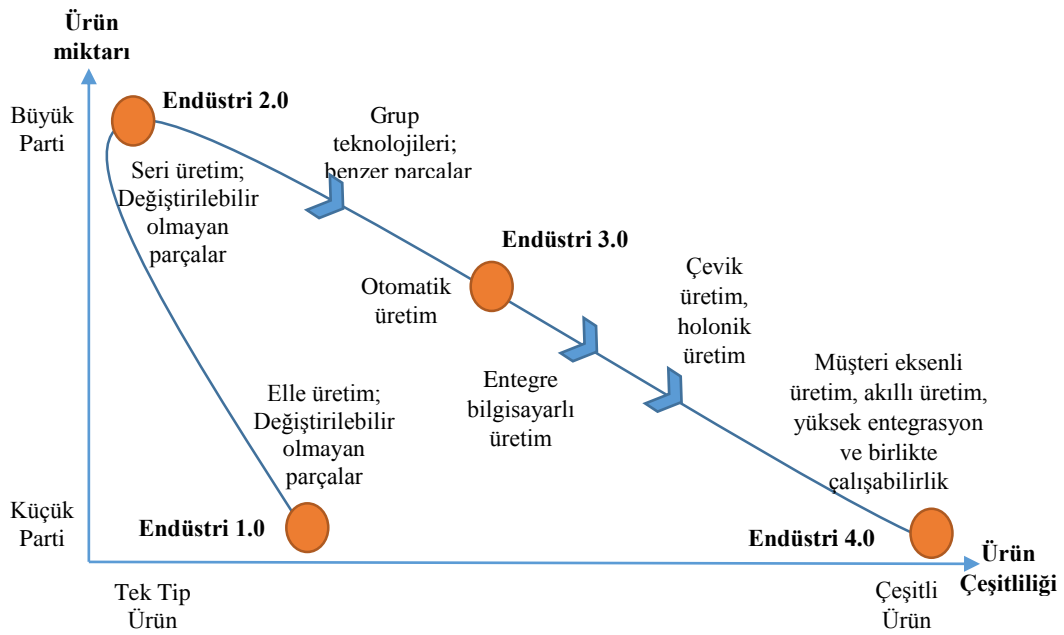 Ürün
miktarı
Büyük
Parti
Endüstri 2.0
Seri üretim;
Değiştirilebilir
olmayan
parçalar
Grup
teknolojileri;
benzer parçalar
Endüstri 3.0
Otomatik
üretim
Çevik
üretim,
holonik
üretim
Entegre
bilgisayarlı
üretim
Müşteri eksenli
üretim, akıllı üretim,
yüksek entegrasyon
ve birlikte
çalışabilirlik
Elle üretim;
Değiştirilebilir
olmayan
parçalar
Küçük
Parti
Endüstri 1.0
Endüstri 4.0
Ürün
Çeşitliliği
Tek Tip
Ürün
Çeşitli
Ürün